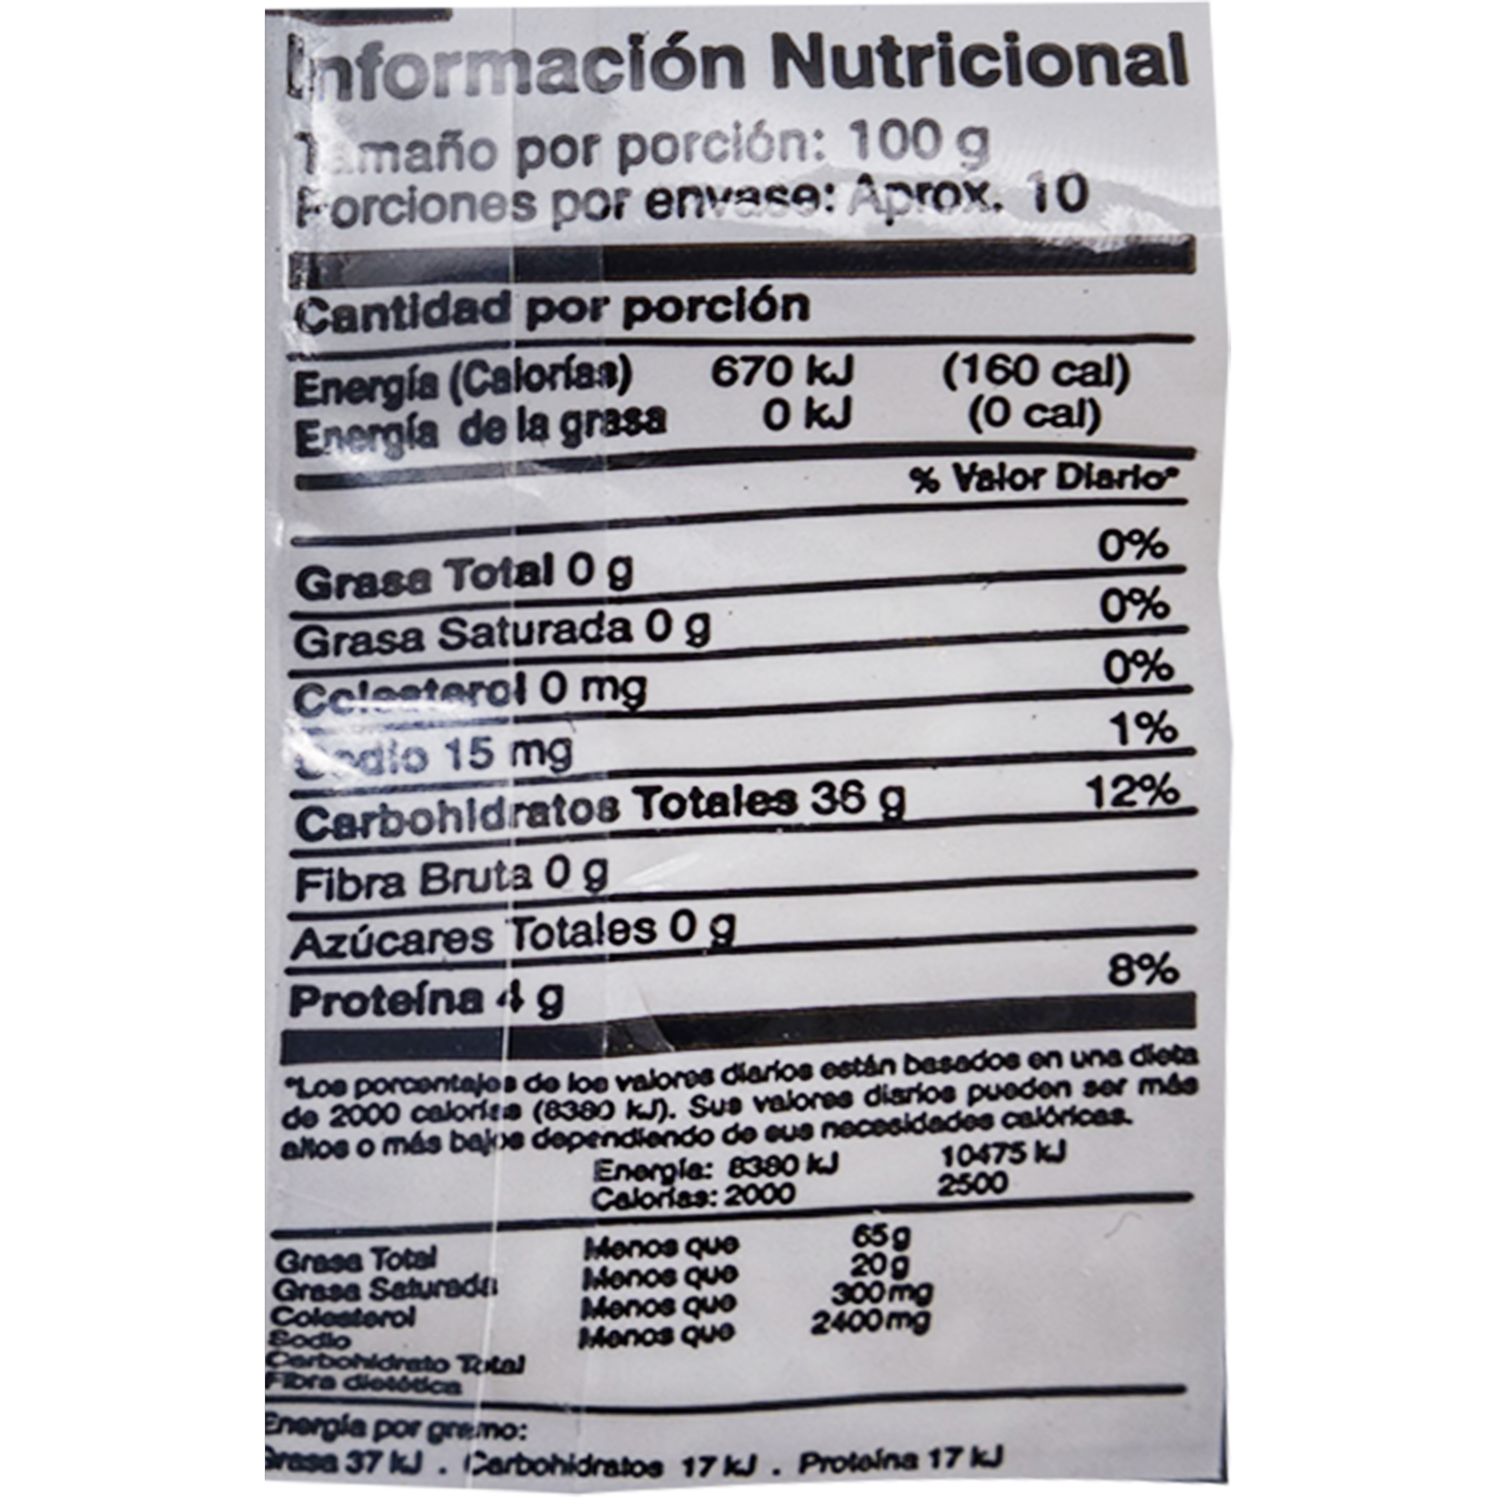 Información Nutricional
Tamaño por porción: 100 g
Porciones por envase: Aprox. 10
Cantidad por porción
Energía (Calorías) 670 kJ (160 cal)
Energía de la grasa 0 kJ (0 cal)
% Valor Diario*
Grasa Total 0 g 0%
Grasa Saturada 0 g 0%
Colesterol 0 mg 0%
Sodio 15 mg 1%
Carbohidratos Totales 36 g 12%
Fibra Bruta 0 g
Azúcares Totales 0 g
Proteína 4 g 8%
*Los porcentajes de los valores diarios están basados en una dieta
de 2000 calorías (8380 kJ). Sus valores diarios pueden ser más
altos o más bajos dependiendo de sus necesidades calóricas.
Energía: 8380 kJ 10475 kJ
Calorías: 2000 2500
Grasa Total Menos que 65 g
Grasa Saturada Menos que 20 g
Colesterol Menos que 300 mg
Sodio Menos que 2400 mg
Carbohidrato Total
Fibra dietética
Energía por gramo:
Grasa 37 kJ . Carbohidratos 17 kJ . Proteína 17 kJ